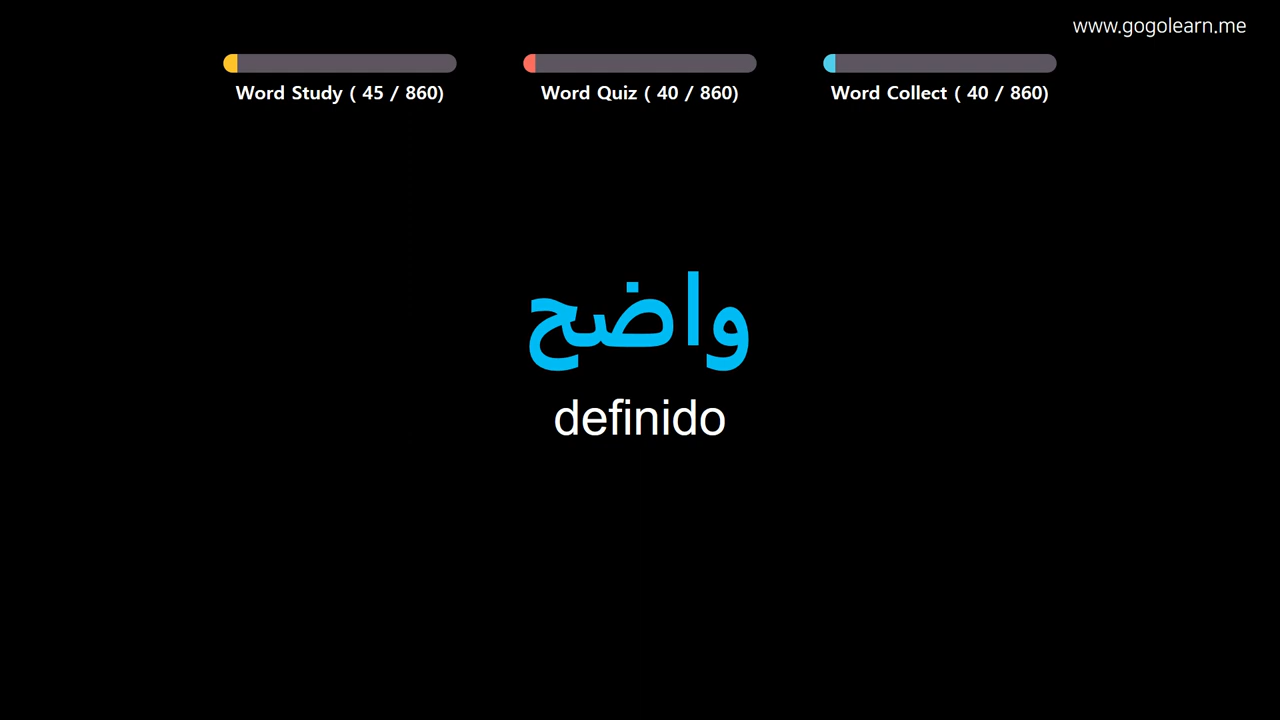 www.gogolearn.me
Word Study ( 45 / 860)
Word Quiz ( 40 / 860)
Word Collect ( 40 / 860)
واضح
definido